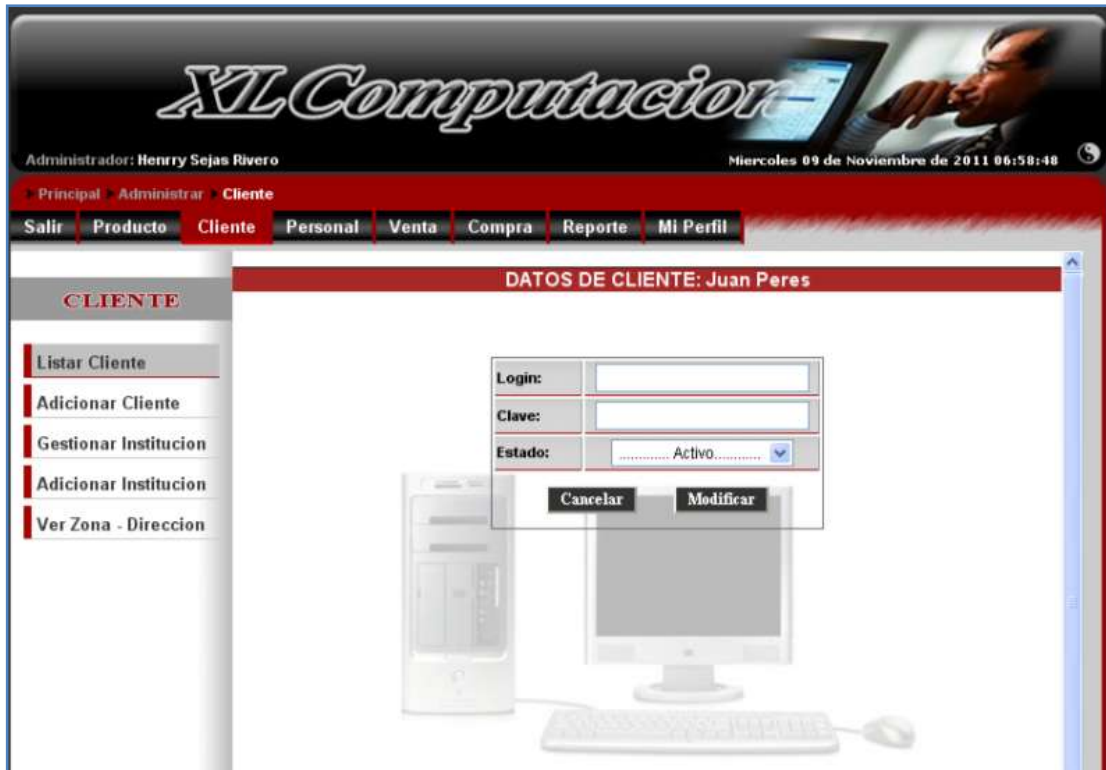 XLComputacion
Administrador: Henrry Sejas Rivero
Miercoles 09 de Noviembre de 2011 06:58:48
Principal Administrar Cliente
Salir Producto Cliente Personal Venta Compra Reporte Mi Perfil
CLIENTE
Listar Cliente
Adicionar Cliente
Gestionar Institucion
Adicionar Institucion
Ver Zona - Direccion
DATOS DE CLIENTE: Juan Peres
Login:
Clave:
Estado: ............ Activo...........
Cancelar Modificar